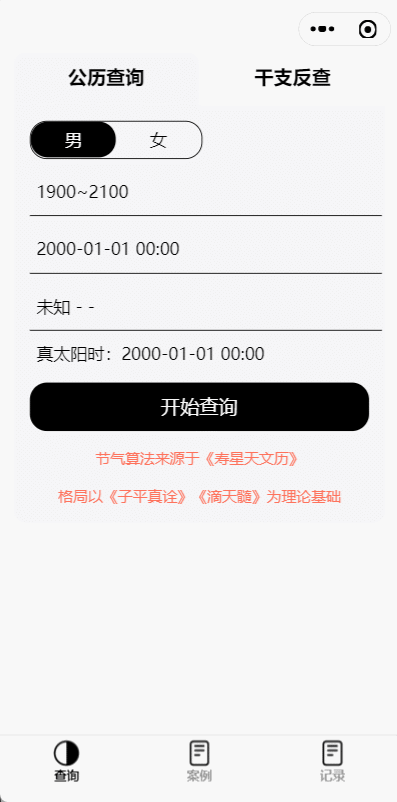 公历查询 干支反查
男 女
1900~2100
2000-01-01 00:00
未知 - -
真太阳时：2000-01-01 00:00
开始查询
节气算法来源于《寿星天文历》
格局以《子平真诠》《滴天髓》为理论基础
查询 案例 记录